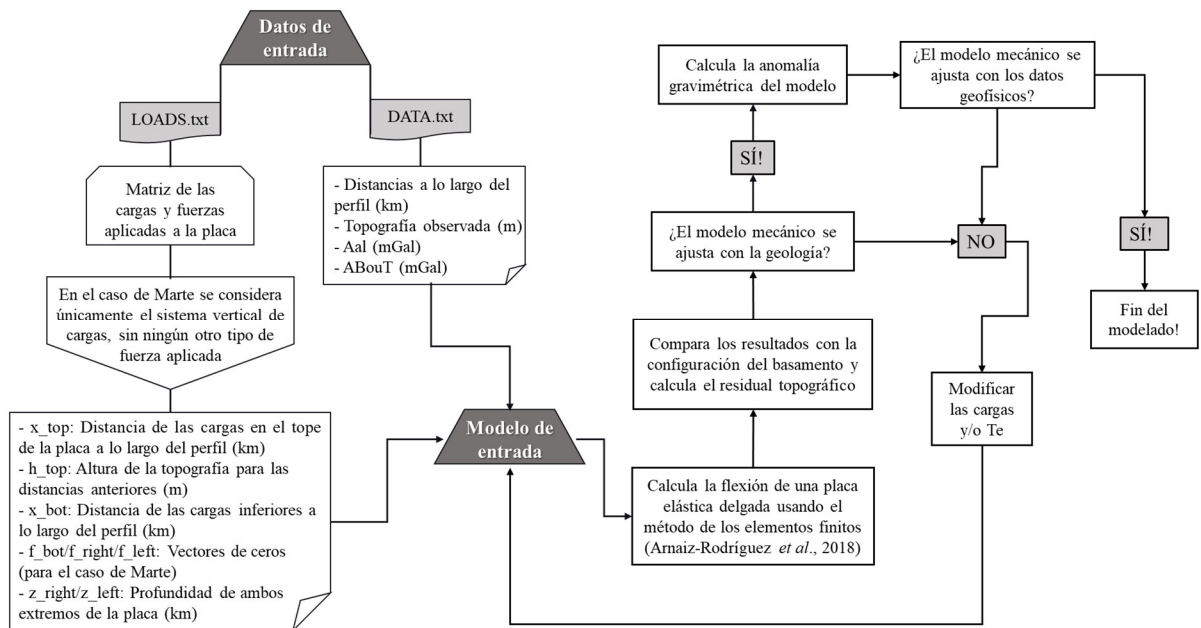 Datos de
entrada
LOADS.txt
DATA.txt
Matriz de las
cargas y fuerzas
aplicadas a la placa
- Distancias a lo largo del
perfil (km)
- Topografía observada (m)
- Aal (mGal)
- ABouT (mGal)
En el caso de Marte se considera
únicamente el sistema vertical de
cargas, sin ningún otro tipo de
fuerza aplicada
- x_top: Distancia de las cargas en el tope
de la placa a lo largo del perfil (km)
- h_top: Altura de la topografía para las
distancias anteriores (m)
- x_bot: Distancia de las cargas inferiores a
lo largo del perfil (km)
- f_bot/f_right/f_left: Vectores de ceros
(para el caso de Marte)
- z_right/z_left: Profundidad de ambos
extremos de la placa (km)
Modelo de
entrada
Calcula la flexión de una placa
elástica delgada usando el
método de los elementos finitos
(Arnaiz-Rodríguez et al., 2018)
Compara los resultados con la
configuración del basamento y
calcula el residual topográfico
¿El modelo mecánico se
ajusta con la geología?
SÍ!
Calcula la anomalía
gravimétrica del modelo
¿El modelo mecánico se
ajusta con los datos
geofísicos?
NO
SÍ!
Fin del
modelado!
Modificar
las cargas
y/o Te